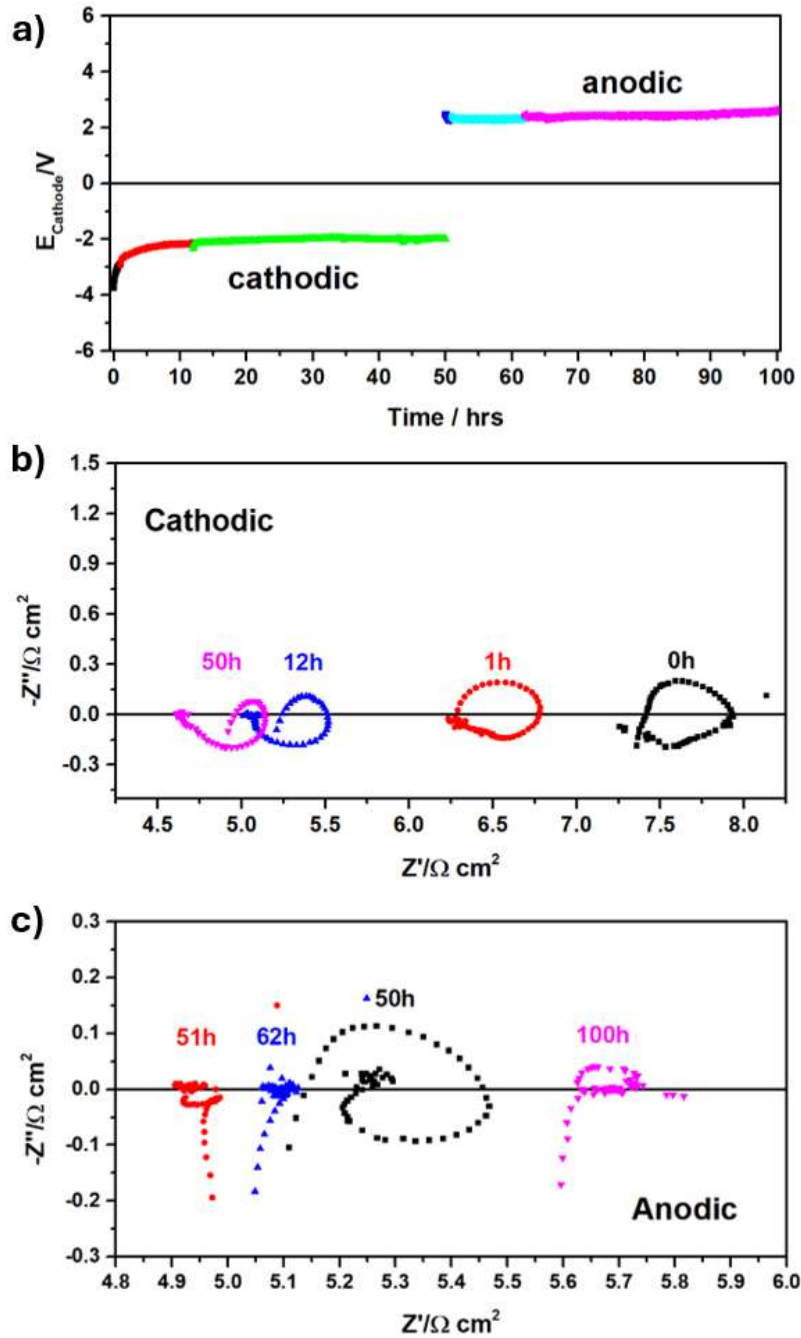 a)
6
4
2
0
-2
-4
-6
E_Cathode/V
anodic
cathodic
0 10 20 30 40 50 60 70 80 90 100
Time / hrs
b)
1.5
1.2
0.9
0.6
0.3
0.0
-0.3
-Z''/Ω cm²
Cathodic
50h 12h 1h 0h
4.5 5.0 5.5 6.0 6.5 7.0 7.5 8.0
Z'/Ω cm²
c)
0.3
0.2
0.1
0.0
-0.1
-0.2
-0.3
-Z''/Ω cm²
51h 62h 50h 100h
Anodic
4.8 4.9 5.0 5.1 5.2 5.3 5.4 5.5 5.6 5.7 5.8 5.9 6.0
Z'/Ω cm²